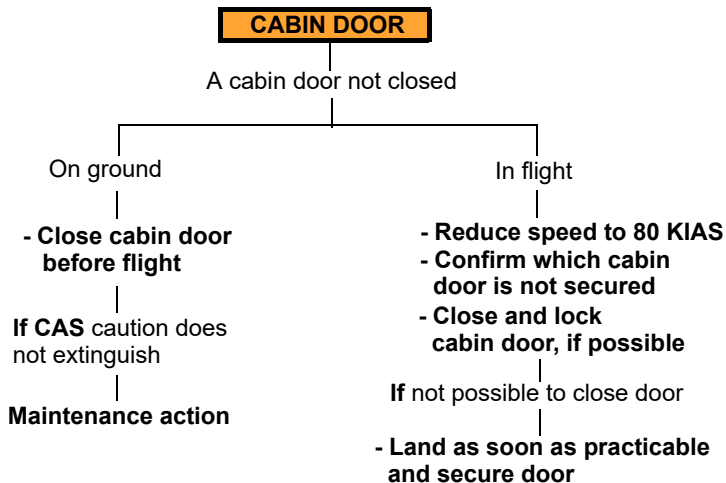 CABIN DOOR
A cabin door not closed
On ground
- Close cabin door
before flight
If CAS caution does
not extinguish
Maintenance action
In flight
- Reduce speed to 80 KIAS
- Confirm which cabin
door is not secured
- Close and lock
cabin door, if possible
If not possible to close door
- Land as soon as practicable
and secure door